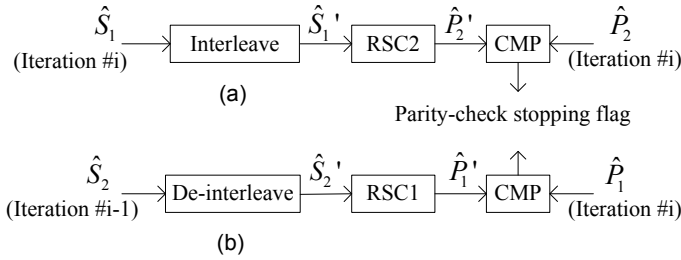 Ŝ₁ Ŝ₁' P̂₂' P̂₂
Interleave RSC2 CMP
(Iteration #i) (Iteration #i)
(a)
Parity-check stopping flag
Ŝ₂ Ŝ₂' P̂₁' P̂₁
De-interleave RSC1 CMP
(Iteration #i-1) (Iteration #i)
(b)